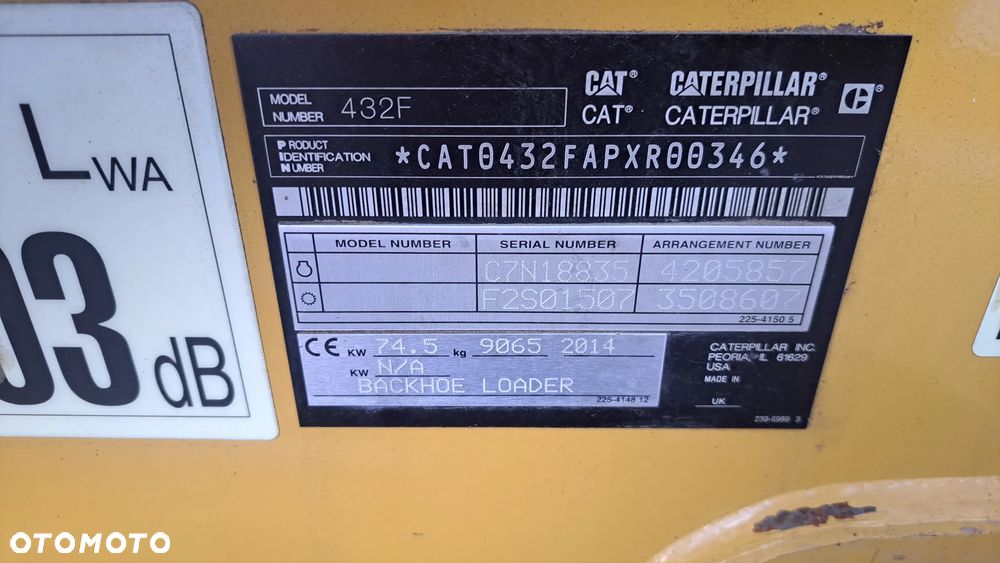 LWA
03 dB
CAT® CATERPILLAR®
CAT® CATERPILLAR®
MODEL NUMBER 432F
PRODUCT IDENTIFICATION NUMBER *CAT0432FAPXR00346*
MODEL NUMBER SERIAL NUMBER ARRANGEMENT NUMBER
C7N18835 4205857
F2S01507 3508607
225-4150 5
CE KW 74.5 kg 9065 2014
KW N/A
BACKHOE LOADER
225-4148 12
CATERPILLAR INC.
PEORIA, IL 61629
USA
MADE IN
UK
239-6989 3
OTOMOTO